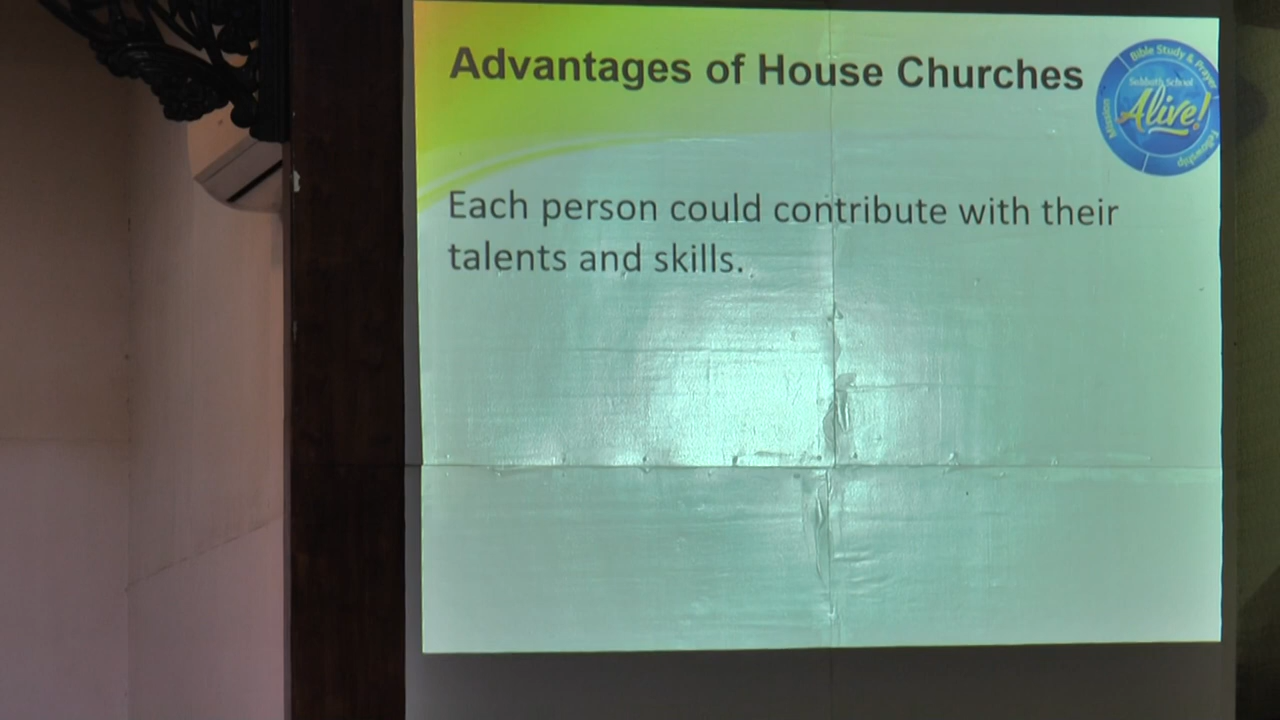 Advantages of House Churches
Bible Study & Prayer
Sabbath School
Alive!
Mission
Fellowship
Each person could contribute with their
talents and skills.